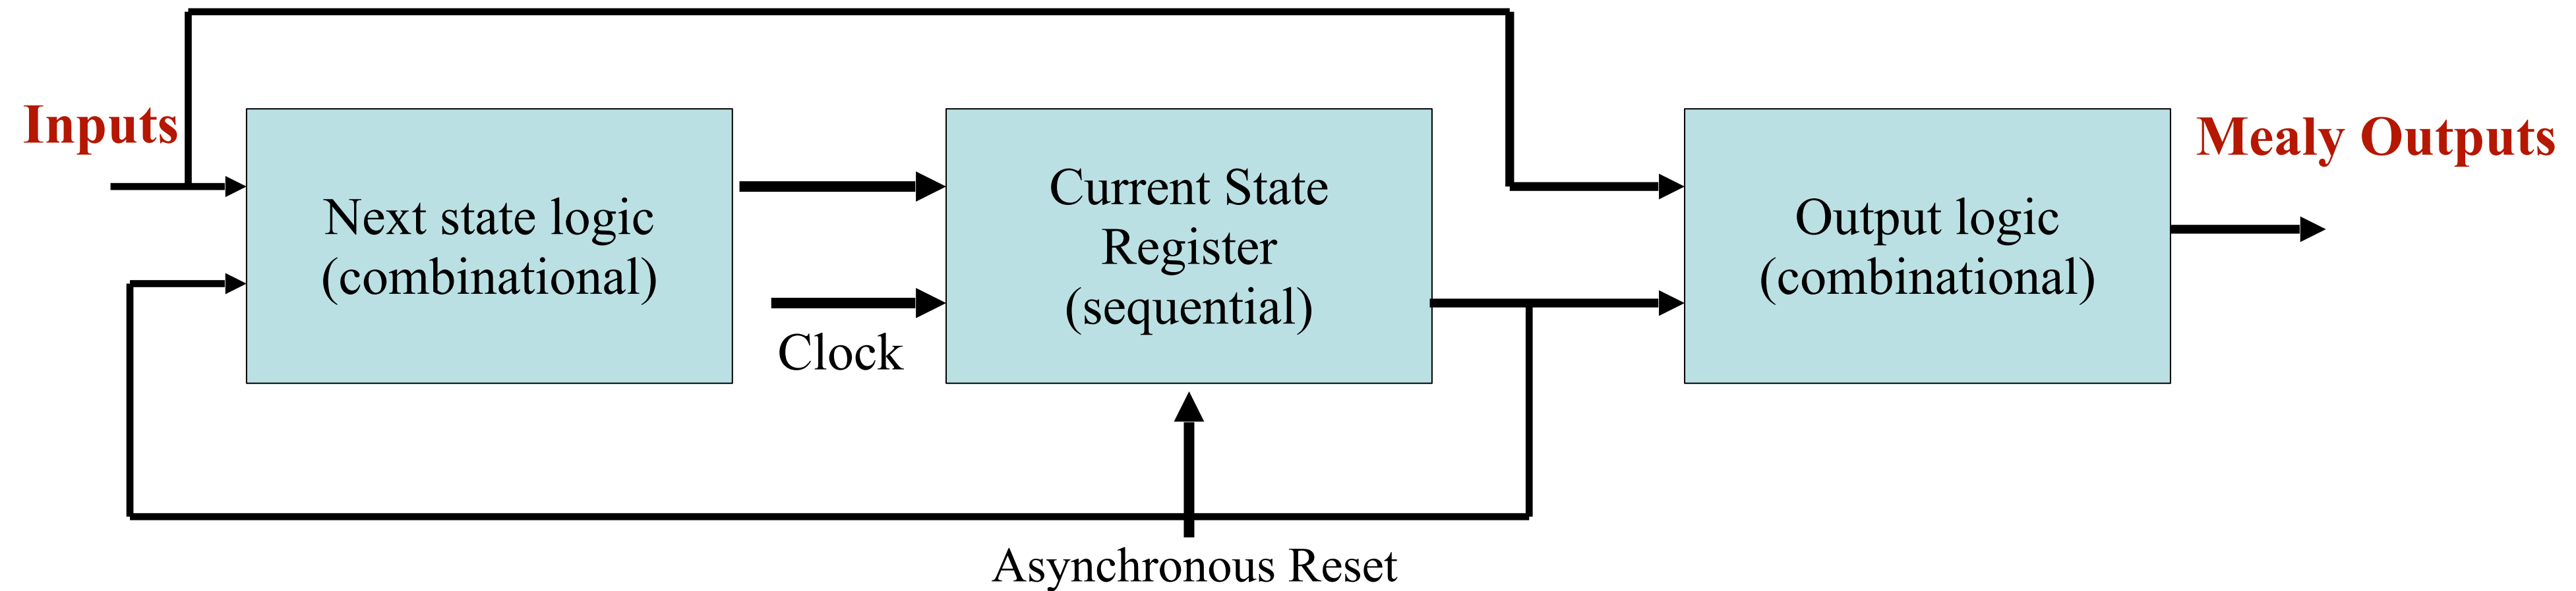 Inputs
Next state logic
(combinational)
Clock
Current State
Register
(sequential)
Asynchronous Reset
Output logic
(combinational)
Mealy Outputs